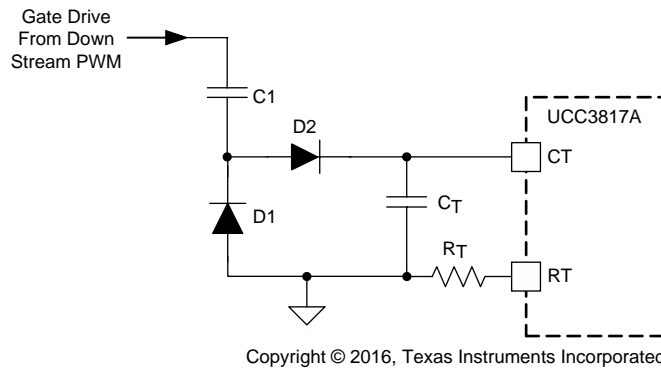 Gate Drive
From Down
Stream PWM
C1
D2
UCC3817A
CT
D1
CT
RT
RT
Copyright © 2016, Texas Instruments Incorporated